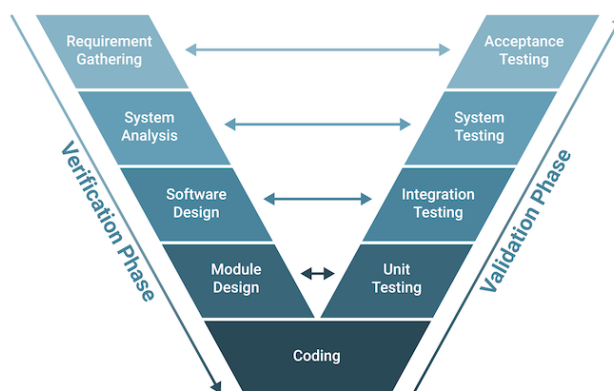 Requirement
Gathering
Acceptance
Testing
System
Analysis
System
Testing
Software
Design
Integration
Testing
Module
Design
Unit
Testing
Coding
Verification Phase
Validation Phase